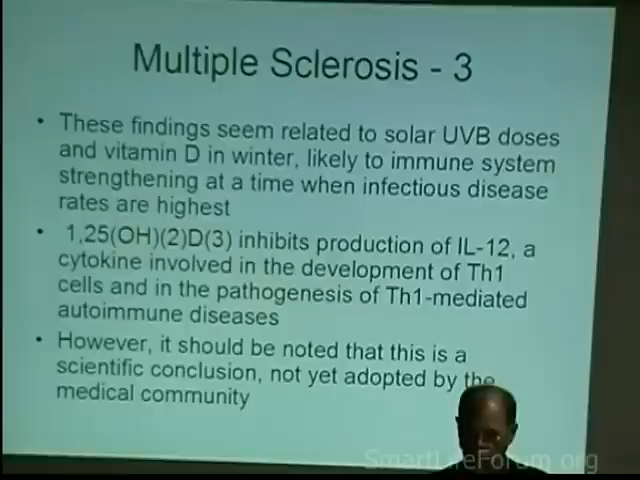 Multiple Sclerosis - 3
• These findings seem related to solar UVB doses
and vitamin D in winter, likely to immune system
strengthening at a time when infectious disease
rates are highest
• 1,25(OH)(2)D(3) inhibits production of IL-12, a
cytokine involved in the development of Th1
cells and in the pathogenesis of Th1-mediated
autoimmune diseases
• However, it should be noted that this is a
scientific conclusion, not yet adopted by the
medical community
SmartLifeForum.org